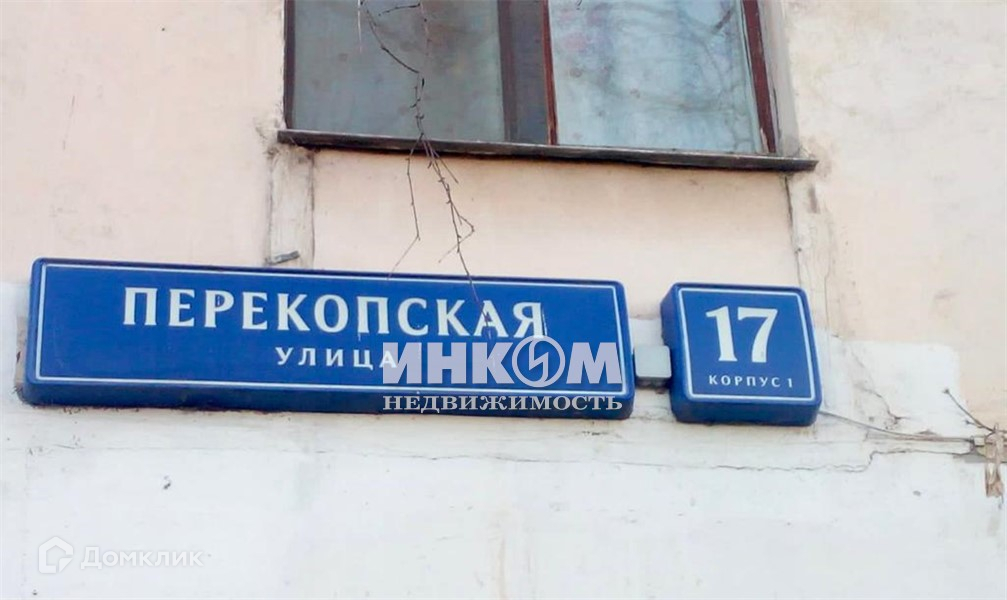 ПЕРЕКОПСКАЯ
УЛИЦА
17
КОРПУС 1
ИНКОМ
НЕДВИЖИМОСТЬ
Домклик